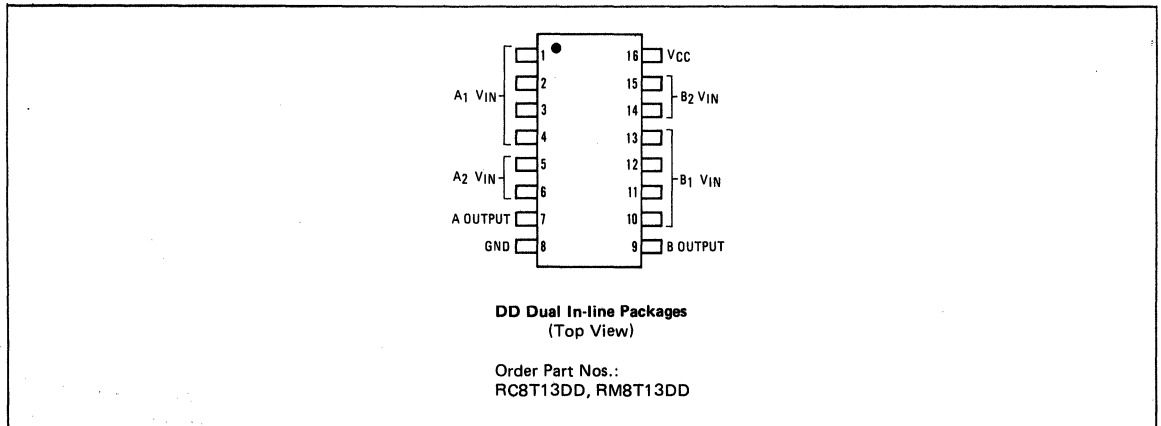 1 16 VCC
2 15
A1 VIN B2 VIN
3 14
4 13
5 12
A2 VIN B1 VIN
6 11
A OUTPUT 7 10
GND 8 9 B OUTPUT
DD Dual In-line Packages
(Top View)
Order Part Nos.:
RC8T13DD, RM8T13DD